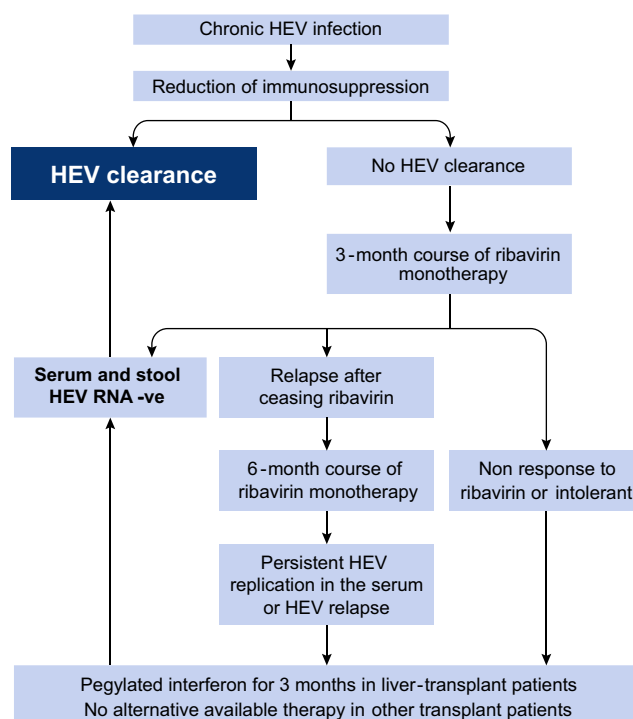 Chronic HEV infection
Reduction of immunosuppression
HEV clearance
No HEV clearance
3-month course of ribavirin
monotherapy
Serum and stool
HEV RNA -ve
Relapse after
ceasing ribavirin
6-month course of
ribavirin monotherapy
Non response to
ribavirin or intolerant
Persistent HEV
replication in the serum
or HEV relapse
Pegylated interferon for 3 months in liver-transplant patients
No alternative available therapy in other transplant patients